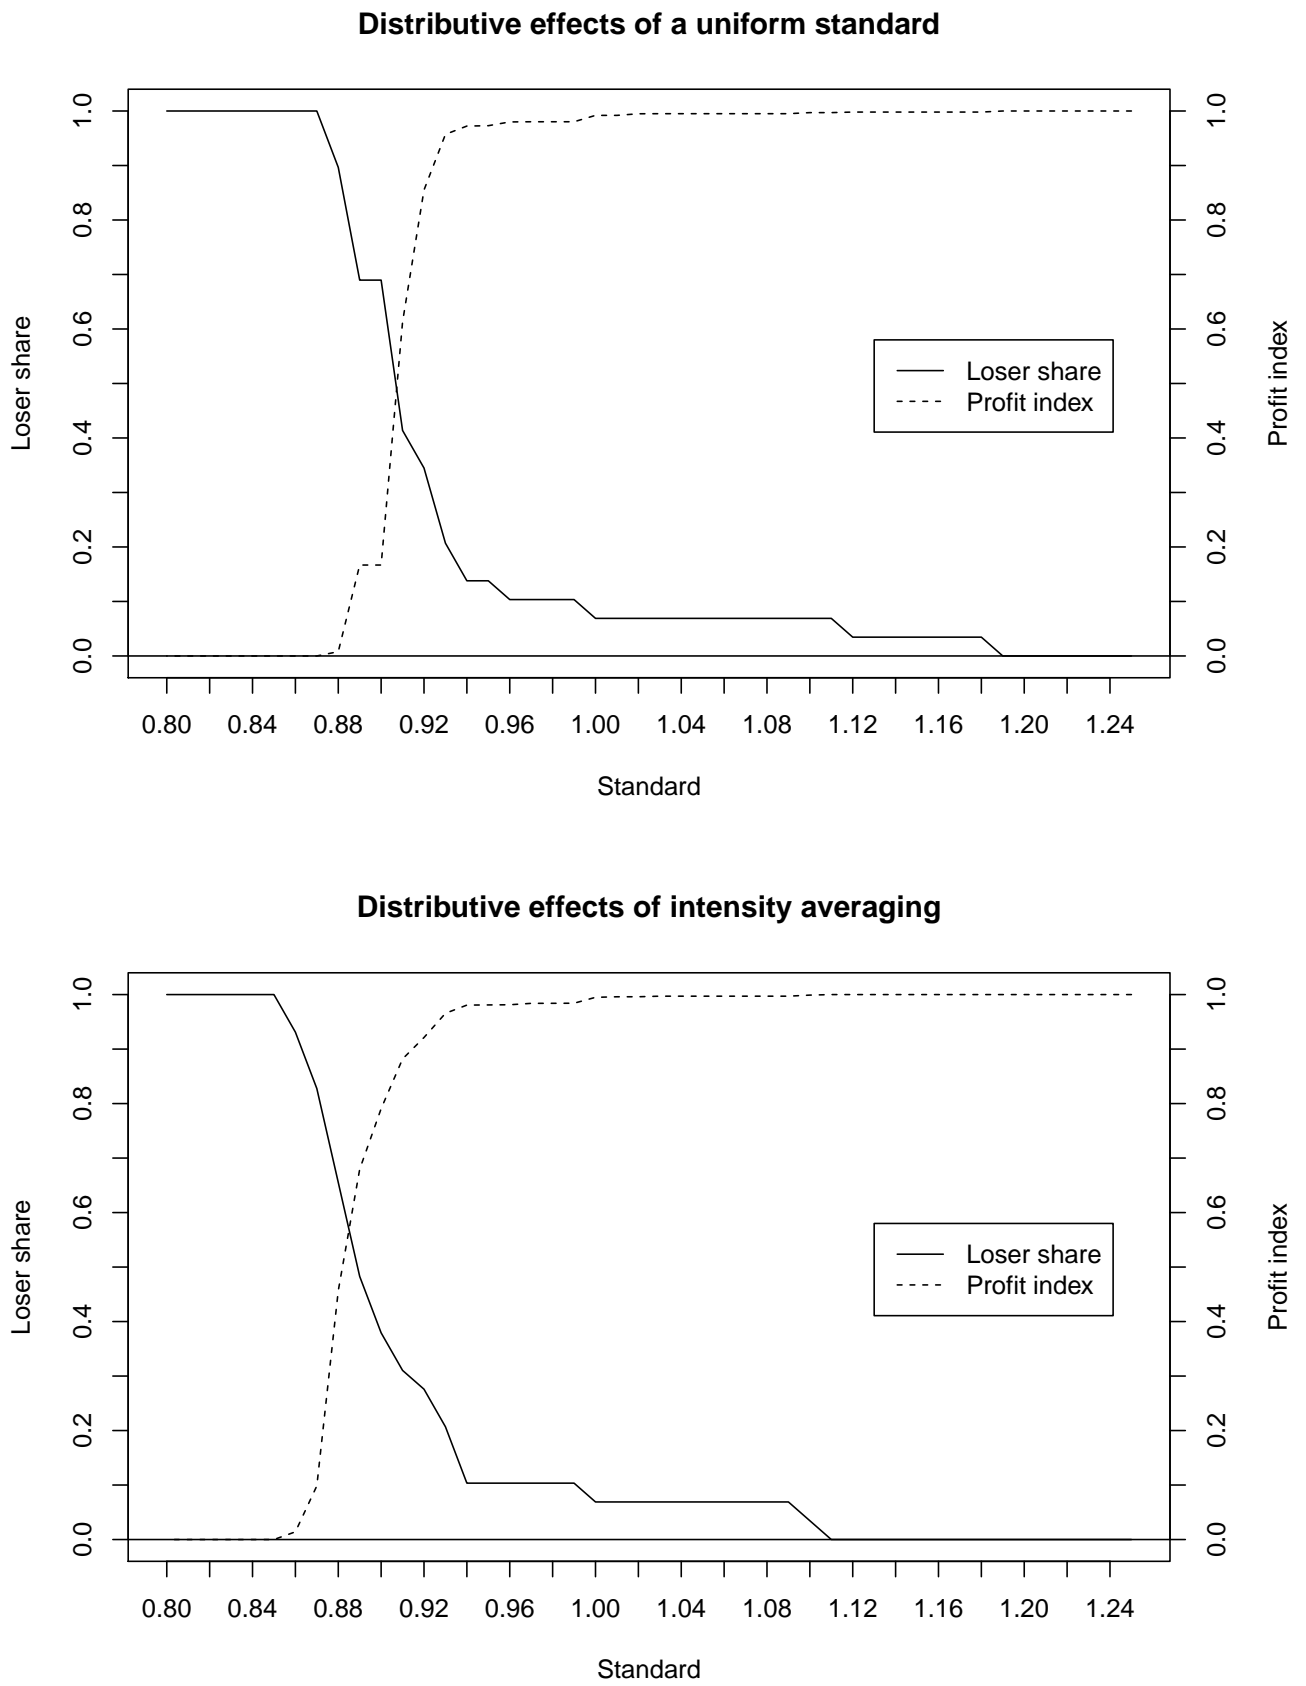 Distributive effects of a uniform standard
1.0 1.0
0.8 0.8
0.6 0.6
0.4 0.4
0.2 0.2
0.0 0.0
Loser share
Profit index
Loser share
Profit index
0.80 0.84 0.88 0.92 0.96 1.00 1.04 1.08 1.12 1.16 1.20 1.24
Standard
Distributive effects of intensity averaging
1.0 1.0
0.8 0.8
0.6 0.6
0.4 0.4
0.2 0.2
0.0 0.0
Loser share
Profit index
Loser share
Profit index
0.80 0.84 0.88 0.92 0.96 1.00 1.04 1.08 1.12 1.16 1.20 1.24
Standard